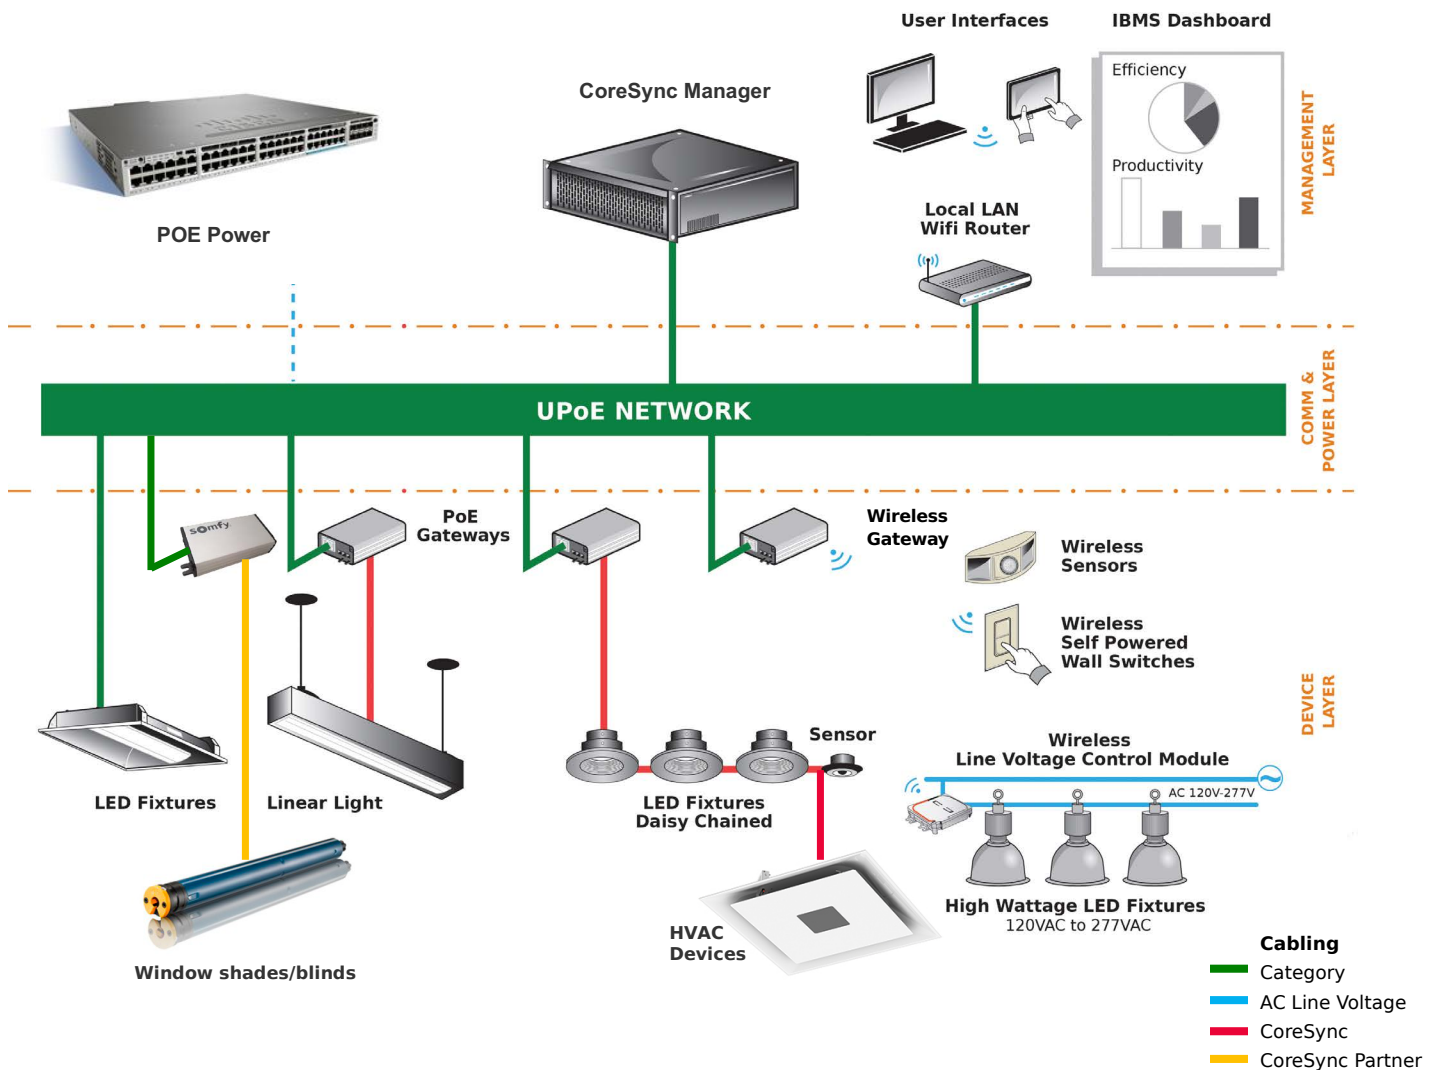 User Interfaces
IBMS Dashboard
Efficiency
Productivity
CoreSync Manager
POE Power
Local LAN
Wifi Router
MANAGEMENT
LAYER
UPoE NETWORK
COMM &
POWER LAYER
somfy.
PoE
Gateways
Wireless
Gateway
Wireless
Sensors
Wireless
Self Powered
Wall Switches
DEVICE
LAYER
Sensor
Wireless
Line Voltage Control Module
AC 120V-277V
LED Fixtures
Linear Light
LED Fixtures
Daisy Chained
High Wattage LED Fixtures
120VAC to 277VAC
HVAC
Devices
Window shades/blinds
Cabling
Category
AC Line Voltage
CoreSync
CoreSync Partner